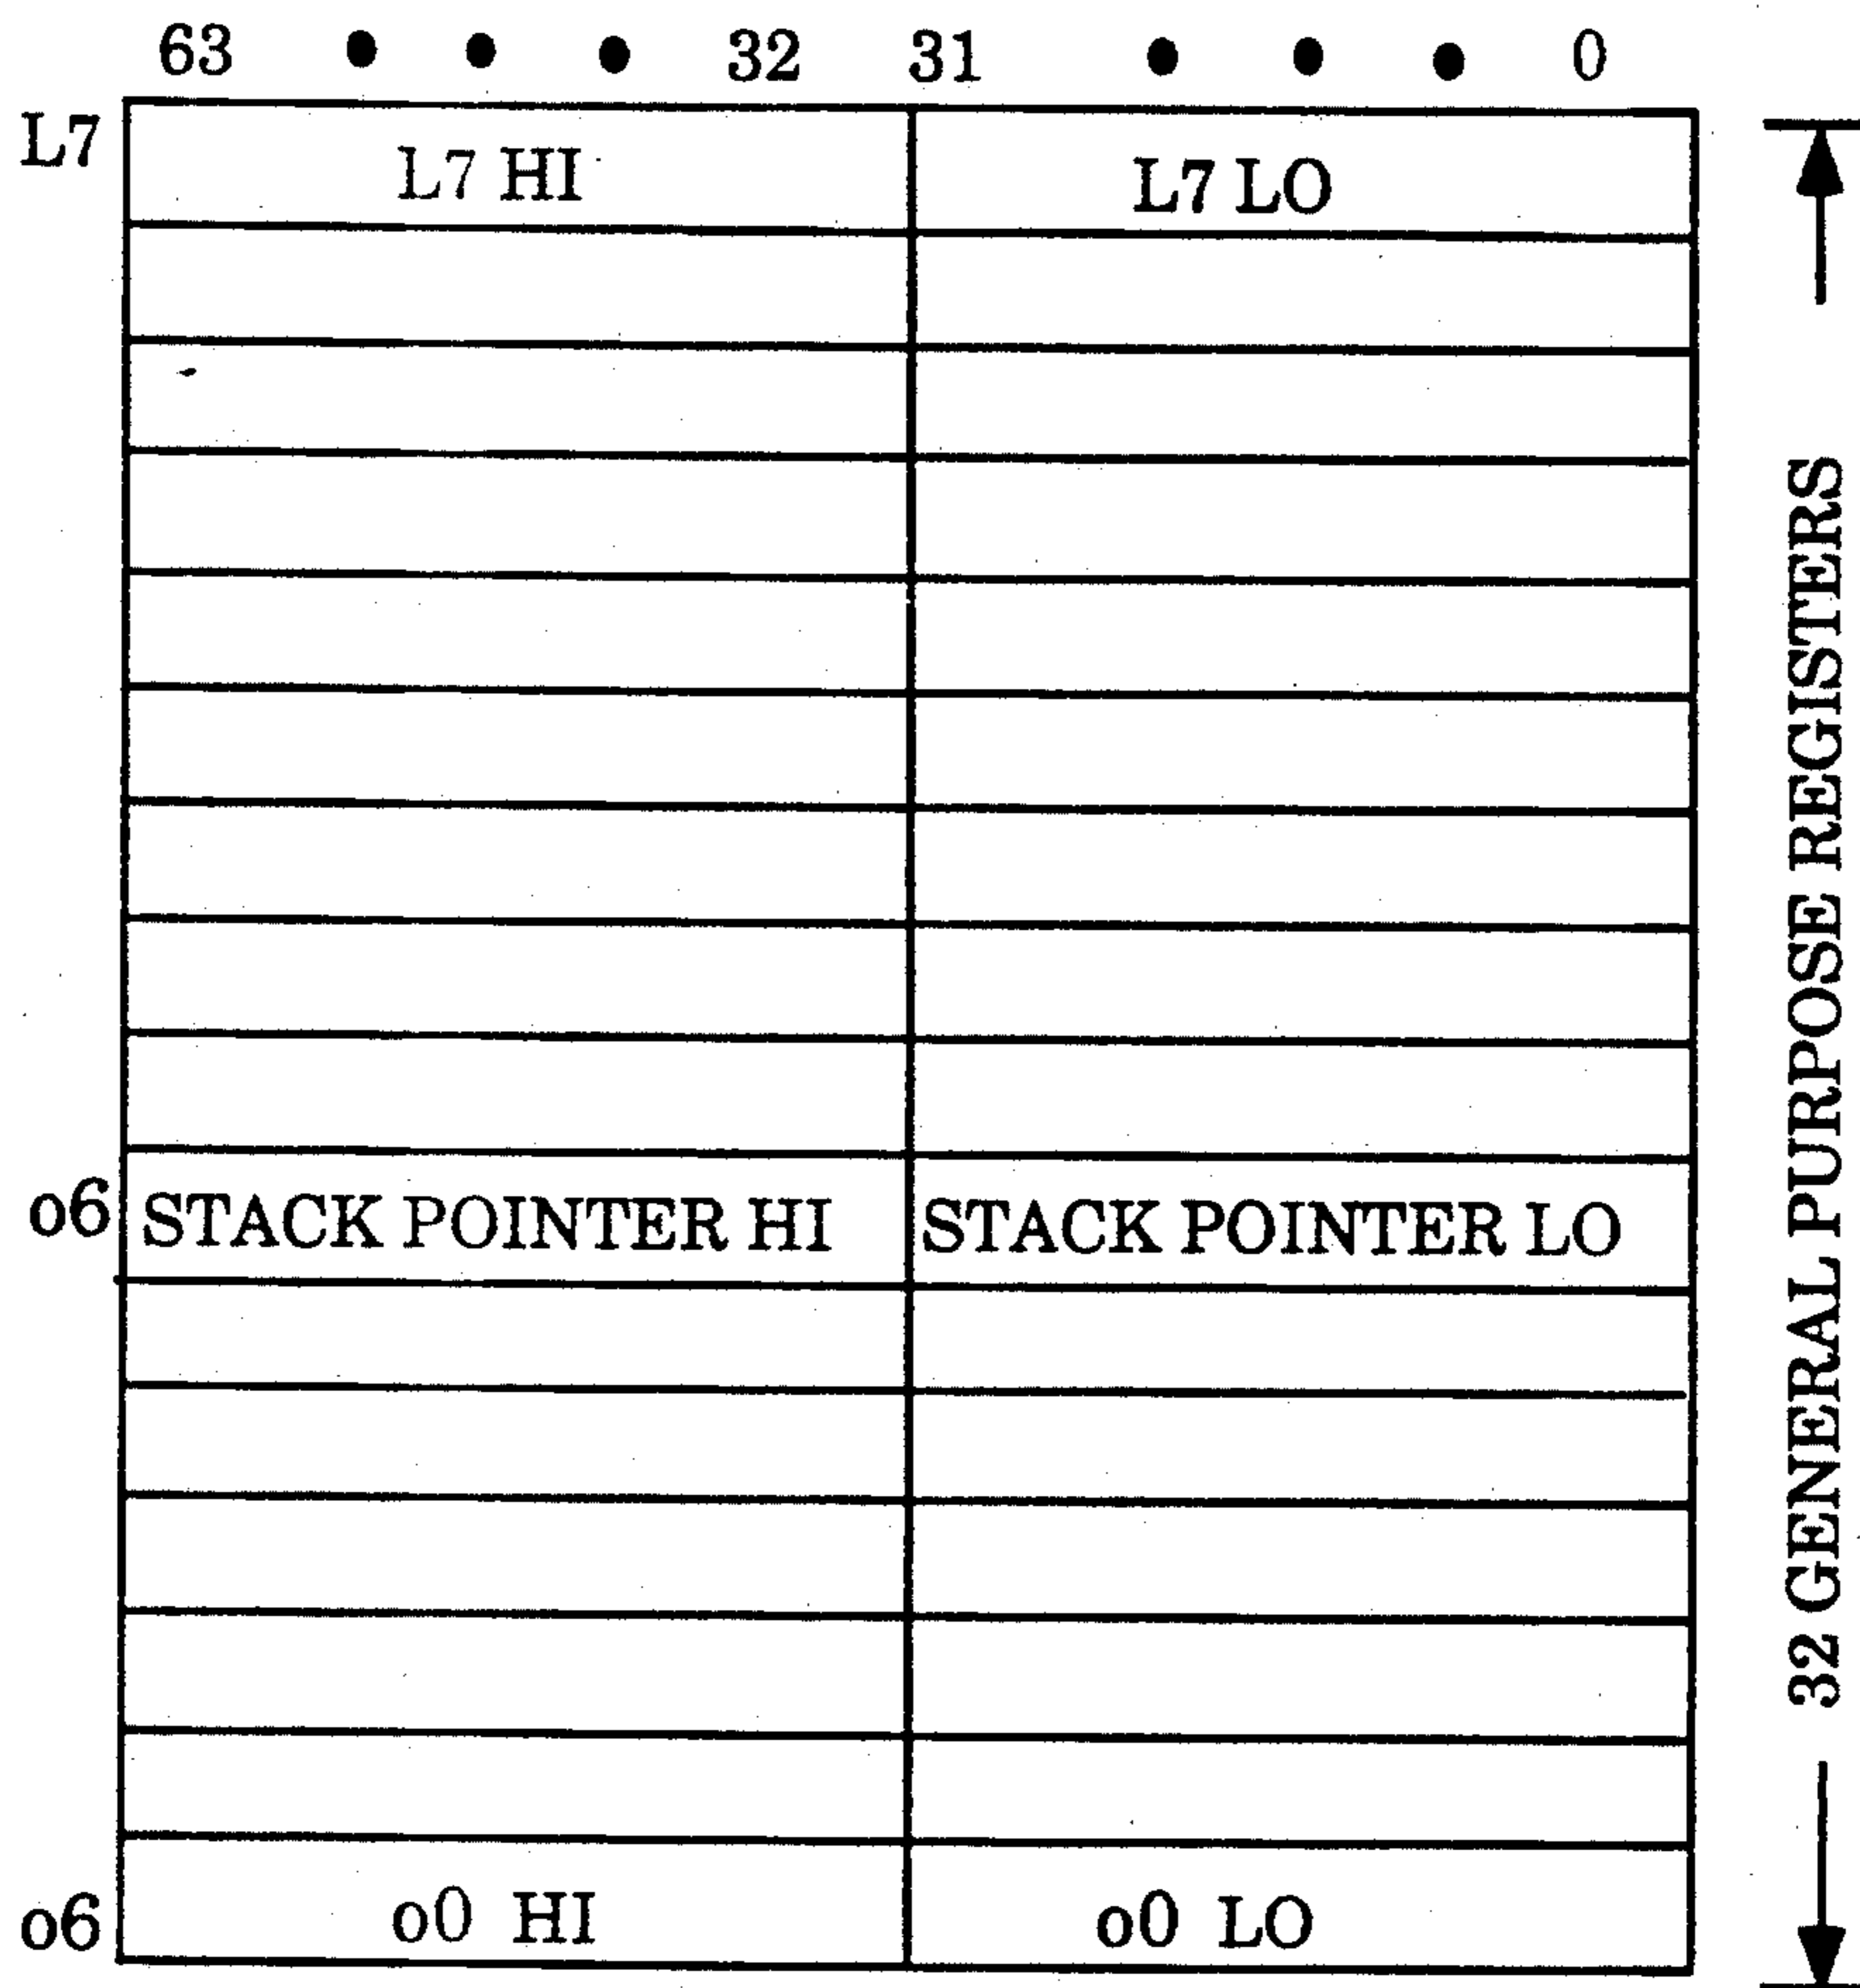 63 ● ● ● 32 31 ● ● ● 0
L7 L7 HI L7 LO
o6 STACK POINTER HI STACK POINTER LO
o6 o0 HI o0 LO
32 GENERAL PURPOSE REGISTERS